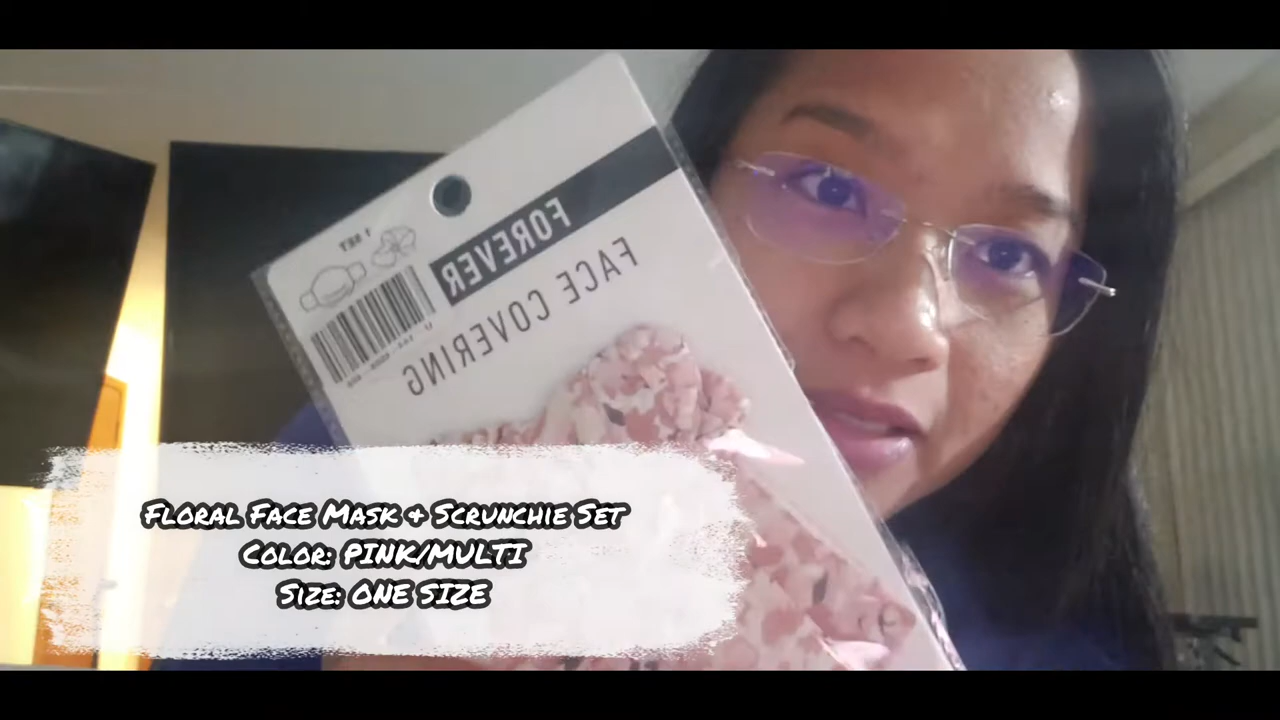 1 SET
FOREVER
FACE COVERING
Floral Face Mask & Scrunchie Set
Color: PINK/MULTI
Size: ONE SIZE